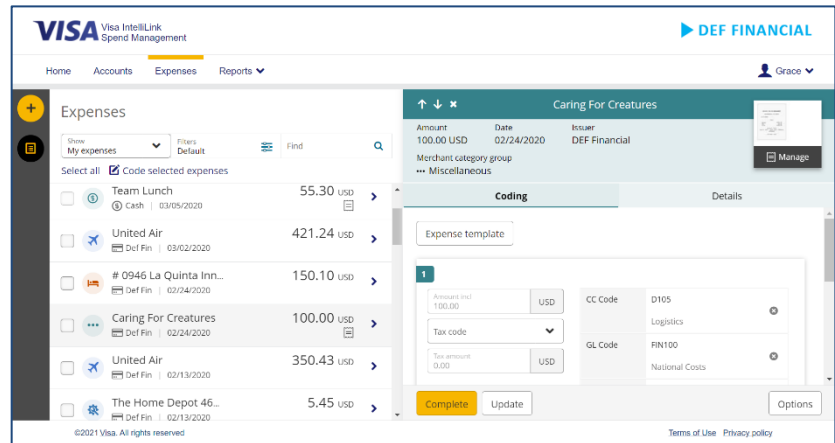 VISA Visa IntelliLink
Spend Management
DEF FINANCIAL
Home Accounts Expenses Reports
Grace
Expenses
Show
My expenses
Filters
Default
Find
Select all Code selected expenses
Team Lunch 55.30 USD
Cash | 03/05/2020
United Air 421.24 USD
Def Fin | 03/02/2020
# 0946 La Quinta Inn... 150.10 USD
Def Fin | 02/24/2020
Caring For Creatures 100.00 USD
Def Fin | 02/24/2020
United Air 350.43 USD
Def Fin | 02/13/2020
The Home Depot 46... 5.45 USD
Def Fin | 02/13/2020
Caring For Creatures
Amount Date Issuer
100.00 USD 02/24/2020 DEF Financial
Merchant category group
••• Miscellaneous
Manage
Coding Details
Expense template
1
Amount incl
100.00 USD
Tax code
Tax amount
0.00 USD
CC Code D105
Logistics
GL Code FIN100
National Costs
Complete Update Options
©2021 Visa. All rights reserved
Terms of Use Privacy policy